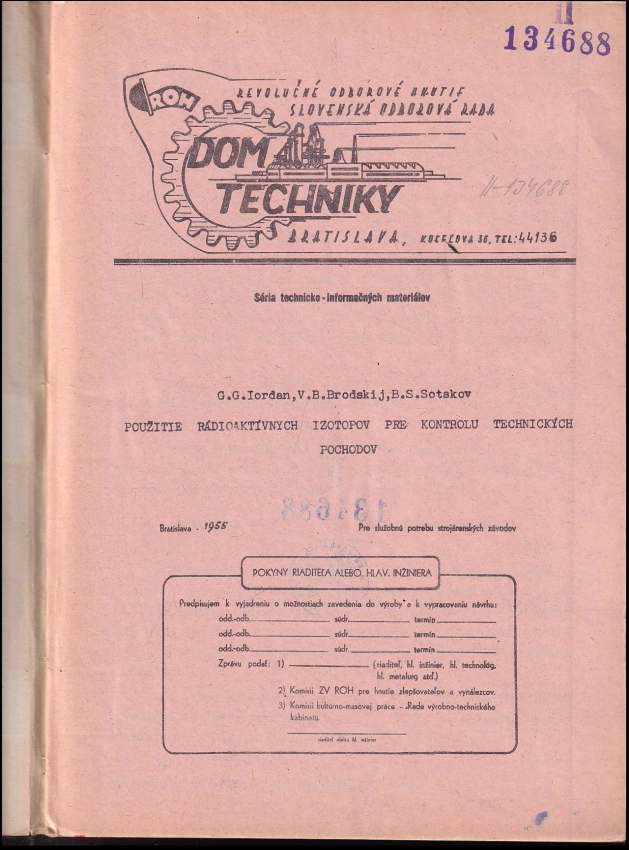 11
134688
ROH
REVOLUČNÉ ODBOROVÉ HNUTIE
SLOVENSKÁ ODBOROVÁ RADA
DOM
TECHNIKY
II-134688
BRATISLAVA, KOCEĽOVA 38, TEL: 44136
Séria technicko-informačných materiálov
G.G.Iorďan,V.B.Brodskij,B.S.Sotskov
POUŽITIE RÁDIOAKTÍVNYCH IZOTOPOV PRE KONTROLU TECHNICKÝCH
POCHODOV
134688
Bratislava - 1955 Pre služobnú potrebu strojárenských závodov
POKYNY RIADITEĽA ALEBO HLAV. INŽINIERA
Predpisujem k vyjadreniu o možnostiach zavedenia do výroby a k vypracovaniu návrhu:
odd.-odb. súdr. termín
odd.-odb. súdr. termín
odd.-odb. súdr. termín
Zprávu podať: 1) (riaditeľ, hl. inžinier, hl. technológ,
hl. metalurg atď.)
2) Komisii ZV ROH pre hnutie zlepšovateľov a vynálezcov.
3) Komisii kultúrno-masovej práce - Rade výrobno-technického
kabinetu.
riaditeľ alebo hl. inžinier